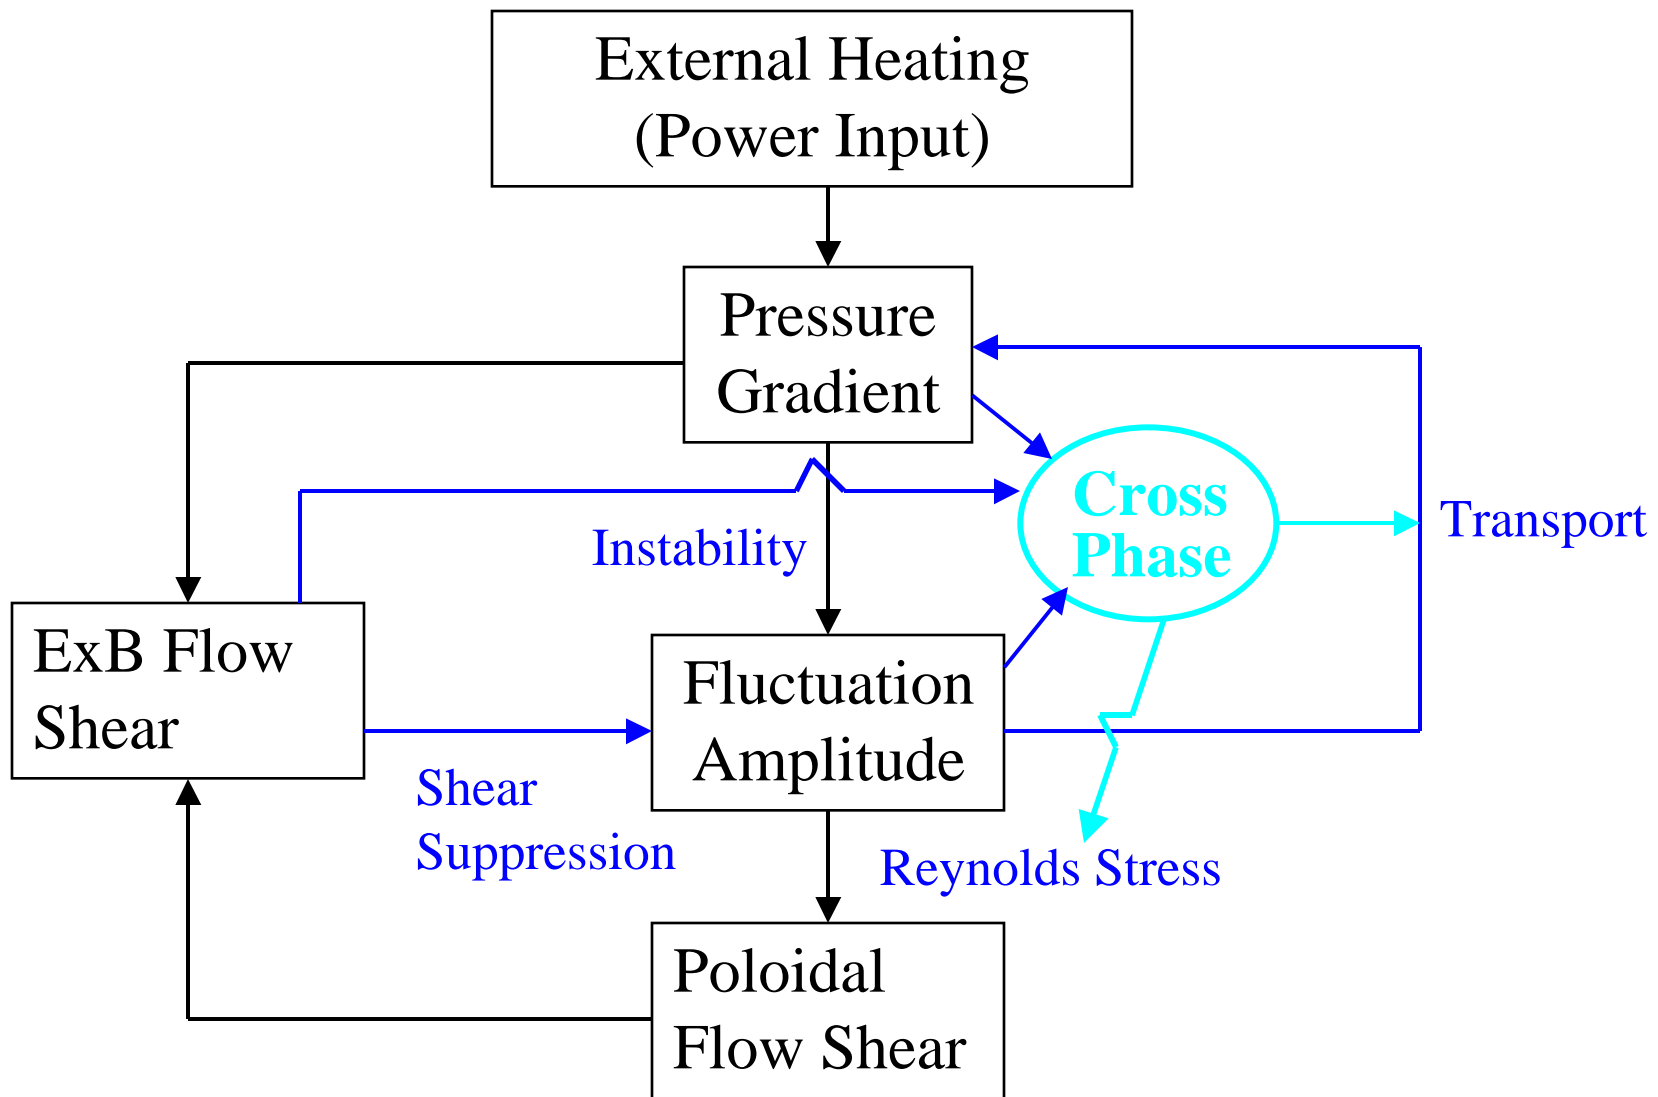 External Heating
(Power Input)
Pressure
Gradient
Cross
Phase
Transport
Instability
ExB Flow
Shear
Fluctuation
Amplitude
Shear
Suppression
Reynolds Stress
Poloidal
Flow Shear